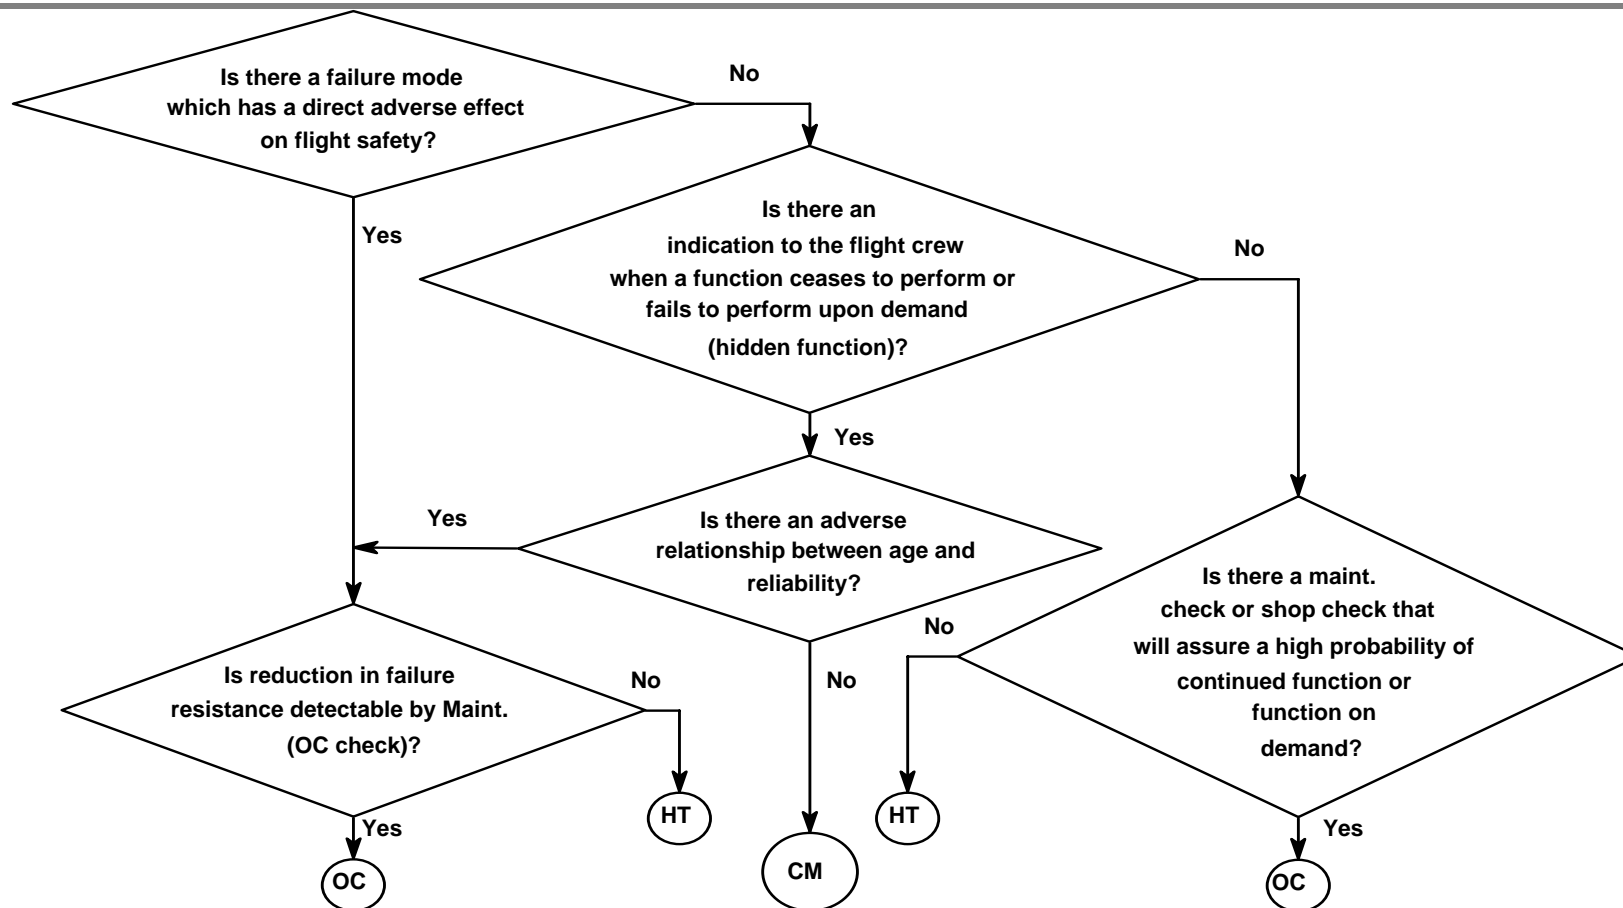 Is there a failure mode
which has a direct adverse effect
on flight safety?
No
Yes
Is there an
indication to the flight crew
when a function ceases to perform or
fails to perform upon demand
(hidden function)?
No
Yes
Is there an adverse
relationship between age and
reliability?
Yes
No
Is there a maint.
check or shop check that
will assure a high probability of
continued function or
function on
demand?
No
Yes
Is reduction in failure
resistance detectable by Maint.
(OC check)?
No
Yes
HT
HT
CM
OC
OC